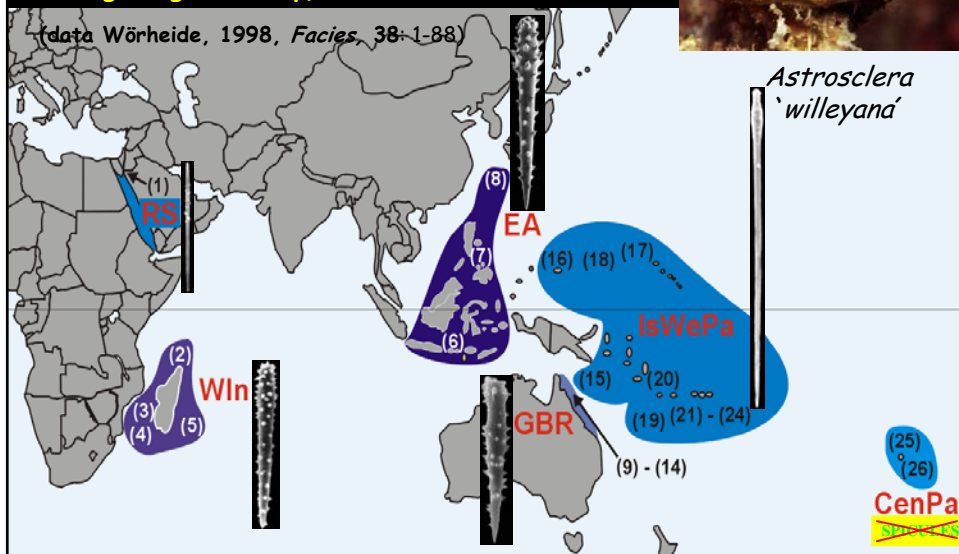 (data Wörheide, 1998, Facies, 38: 1-88)
Astrosclera
`willeyana´
(8)
(1)
RS
EA
(7)
(16) (18) (17)
IsWePa
(6)
(2)
WIn
(3)
(4) (5)
(15) (20)
GBR
(19) (21) - (24)
(9) - (14)
(25)
(26)
CenPa
SPICULES